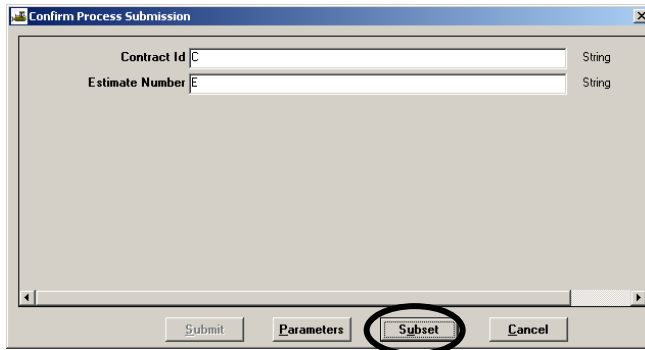 Confirm Process Submission
Contract Id C String
Estimate Number E String
Submit Parameters Subset Cancel